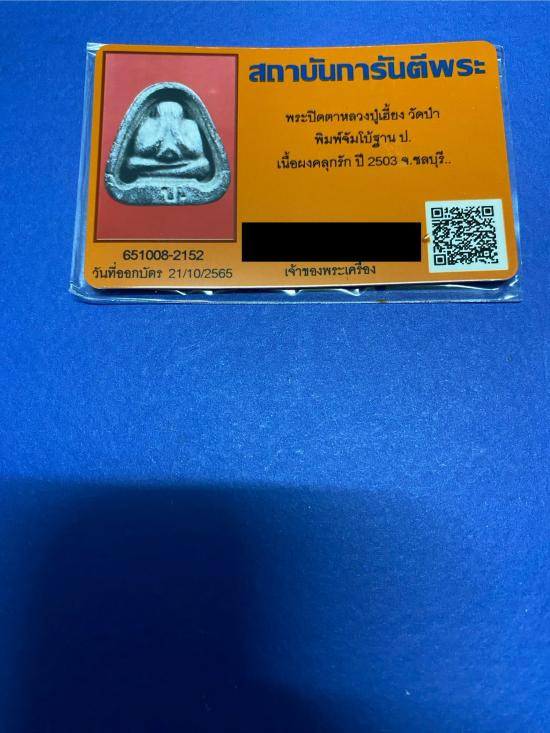 สถาบันการันตีพระ
พระปิดตาหลวงปู่เฮี้ยง วัดป่า
พิมพ์จัมโบ้ฐาน ป.
เนื้อผงคลุกรัก ปี 2503 จ.ชลบุรี..
ป.
651008-2152
วันที่ออกบัตร 21/10/2565
เจ้าของพระเครื่อง